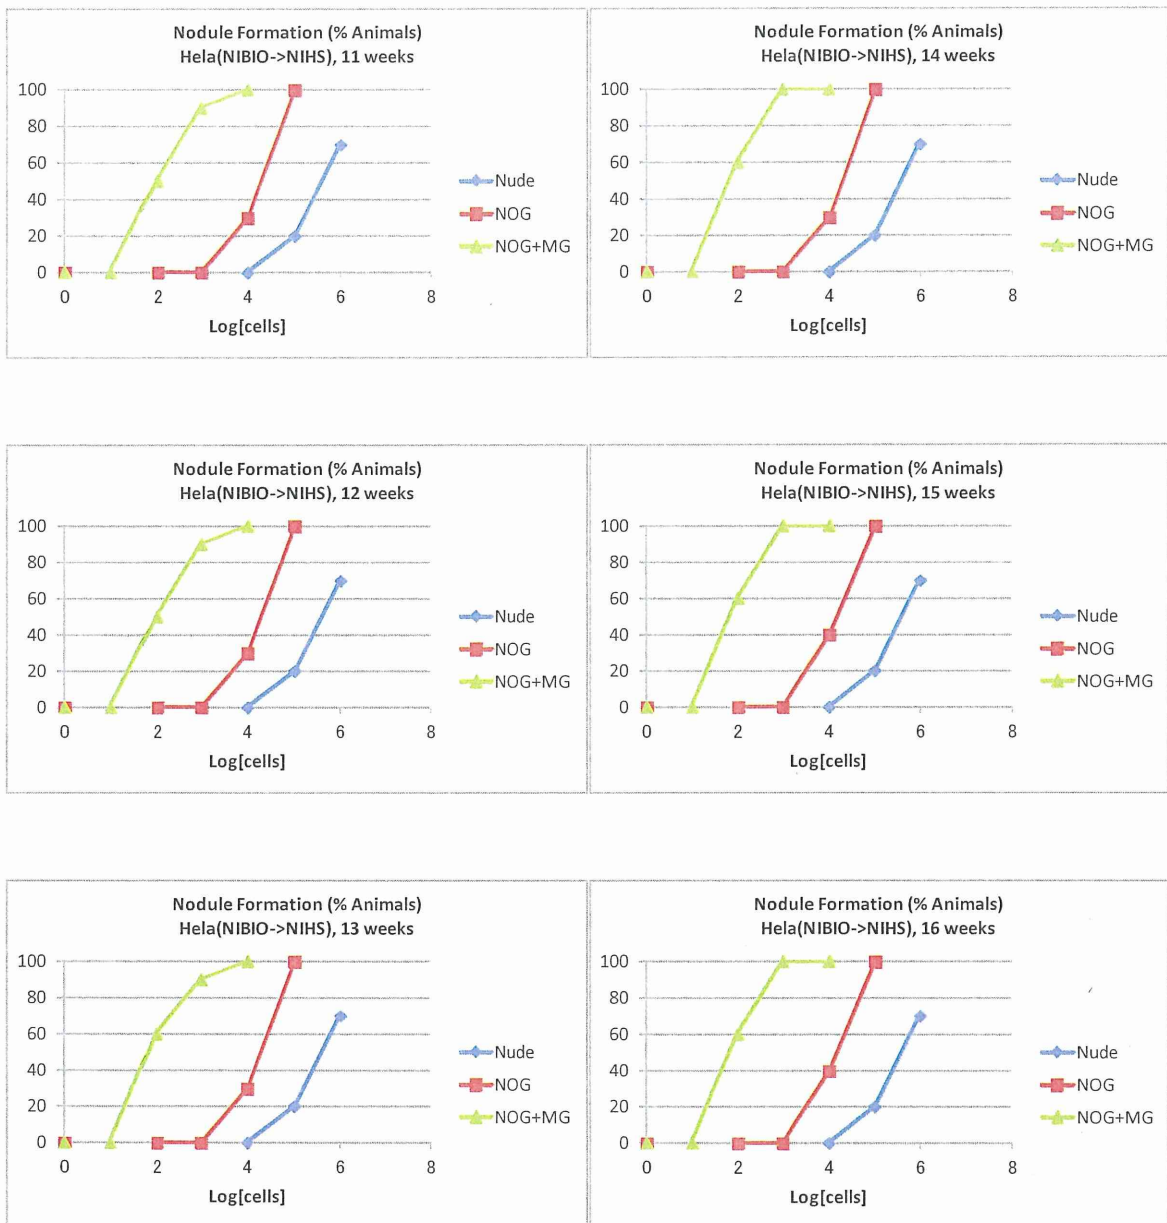 Nodule Formation (% Animals)
Hela(NIBIO->NIHS), 11 weeks
100
80
60
40
20
0
0 2 4 6 8
Log[cells]
Nude
NOG
NOG+MG
Nodule Formation (% Animals)
Hela(NIBIO->NIHS), 14 weeks
100
80
60
40
20
0
0 2 4 6 8
Log[cells]
Nude
NOG
NOG+MG
Nodule Formation (% Animals)
Hela(NIBIO->NIHS), 12 weeks
100
80
60
40
20
0
0 2 4 6 8
Log[cells]
Nude
NOG
NOG+MG
Nodule Formation (% Animals)
Hela(NIBIO->NIHS), 15 weeks
100
80
60
40
20
0
0 2 4 6 8
Log[cells]
Nude
NOG
NOG+MG
Nodule Formation (% Animals)
Hela(NIBIO->NIHS), 13 weeks
100
80
60
40
20
0
0 2 4 6 8
Log[cells]
Nude
NOG
NOG+MG
Nodule Formation (% Animals)
Hela(NIBIO->NIHS), 16 weeks
100
80
60
40
20
0
0 2 4 6 8
Log[cells]
Nude
NOG
NOG+MG